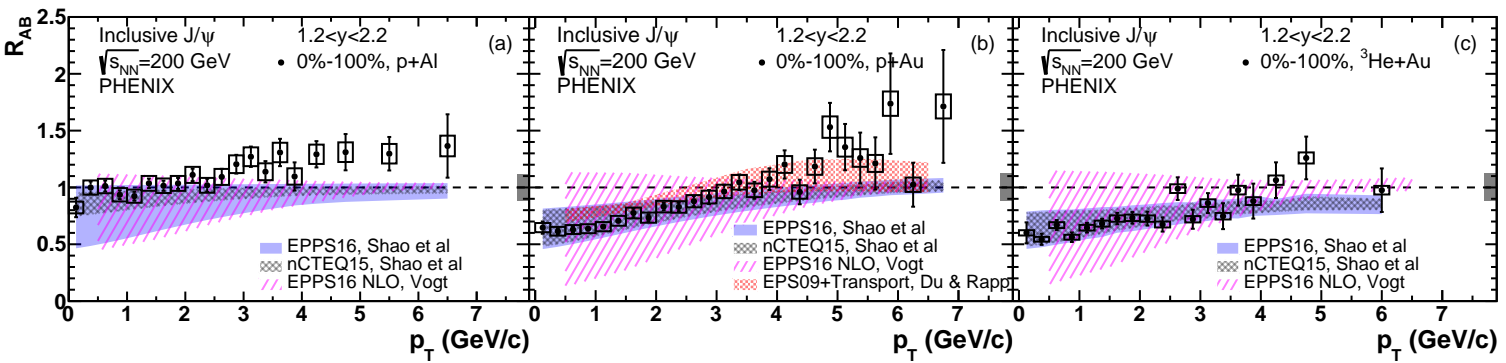 R_AB
2.5
2
1.5
1
0.5
0
Inclusive J/ψ 1.2<y<2.2 (a)
√s_NN=200 GeV 0%-100%, p+Al
PHENIX
EPPS16, Shao et al
nCTEQ15, Shao et al
EPPS16 NLO, Vogt
0 1 2 3 4 5 6 7
p_T (GeV/c)
Inclusive J/ψ 1.2<y<2.2 (b)
√s_NN=200 GeV 0%-100%, p+Au
PHENIX
EPPS16, Shao et al
nCTEQ15, Shao et al
EPPS16 NLO, Vogt
EPS09+Transport, Du & Rapp
0 1 2 3 4 5 6 7
p_T (GeV/c)
Inclusive J/ψ 1.2<y<2.2 (c)
√s_NN=200 GeV 0%-100%, ³He+Au
PHENIX
EPPS16, Shao et al
nCTEQ15, Shao et al
EPPS16 NLO, Vogt
0 1 2 3 4 5 6 7
p_T (GeV/c)